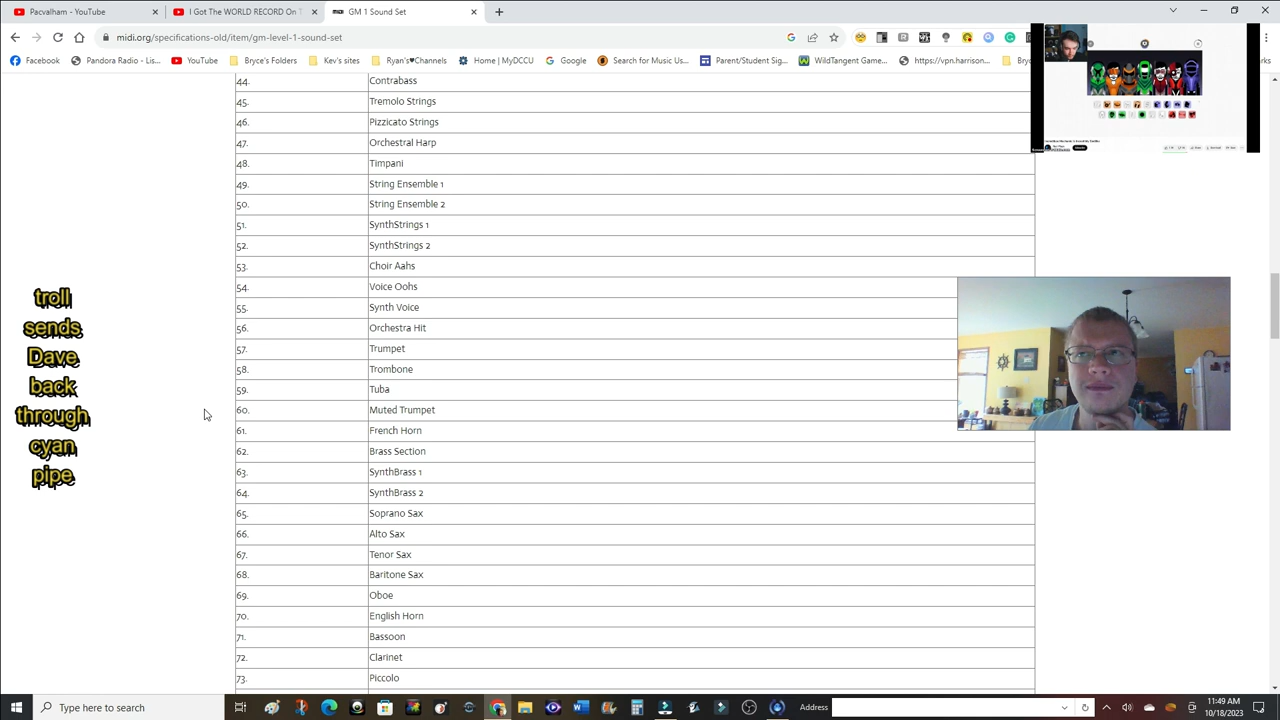 Pacvalham - YouTube
I Got The WORLD RECORD On T
GM 1 Sound Set
midi.org/specifications-old/item/gm-level-1-sound-set
Facebook
Pandora Radio - Lis...
YouTube
Bryce's Folders
Kev's sites
Ryan's♥Channels
Home | MyDCCU
Google
Search for Music Us...
Parent/Student Sig...
WildTangent Game...
https://vpn.harrison...
44. Contrabass
45. Tremolo Strings
46. Pizzicato Strings
47. Orchestral Harp
48. Timpani
49. String Ensemble 1
50. String Ensemble 2
51. SynthStrings 1
52. SynthStrings 2
53. Choir Aahs
54. Voice Oohs
55. Synth Voice
56. Orchestra Hit
57. Trumpet
58. Trombone
59. Tuba
60. Muted Trumpet
61. French Horn
62. Brass Section
63. SynthBrass 1
64. SynthBrass 2
65. Soprano Sax
66. Alto Sax
67. Tenor Sax
68. Baritone Sax
69. Oboe
70. English Horn
71. Bassoon
72. Clarinet
73. Piccolo
troll
sends
Dave
back
through
cyan
pipe
Type here to search
Address
11:49 AM
10/18/2023